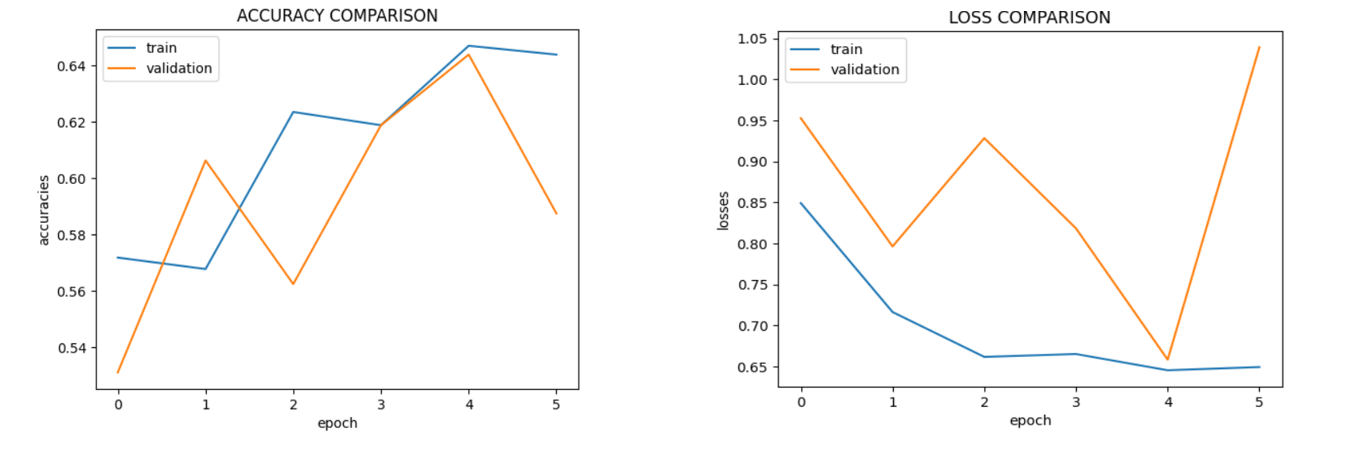 ACCURACY COMPARISON
train
validation
0.64
0.62
0.60
0.58
0.56
0.54
accuracies
0 1 2 3 4 5
epoch
LOSS COMPARISON
train
validation
1.05
1.00
0.95
0.90
0.85
0.80
0.75
0.70
0.65
losses
0 1 2 3 4 5
epoch